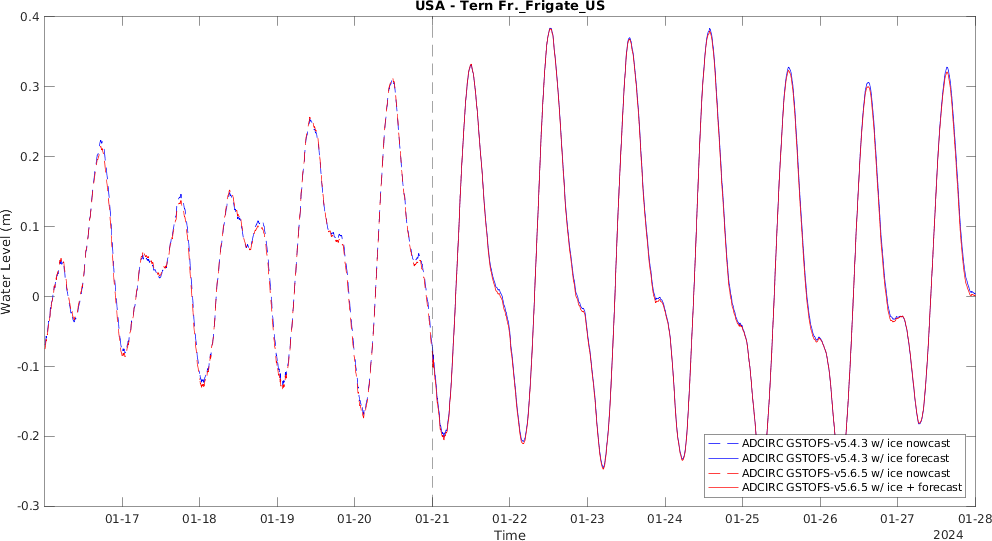 USA - Tern Fr._Frigate_US
0.4
0.3
0.2
0.1
0
-0.1
-0.2
-0.3
Water Level (m)
ADCIRC GSTOFS-v5.4.3 w/ ice nowcast
ADCIRC GSTOFS-v5.4.3 w/ ice forecast
ADCIRC GSTOFS-v5.6.5 w/ ice nowcast
ADCIRC GSTOFS-v5.6.5 w/ ice + forecast
01-17 01-18 01-19 01-20 01-21 01-22 01-23 01-24 01-25 01-26 01-27 01-28
Time
2024